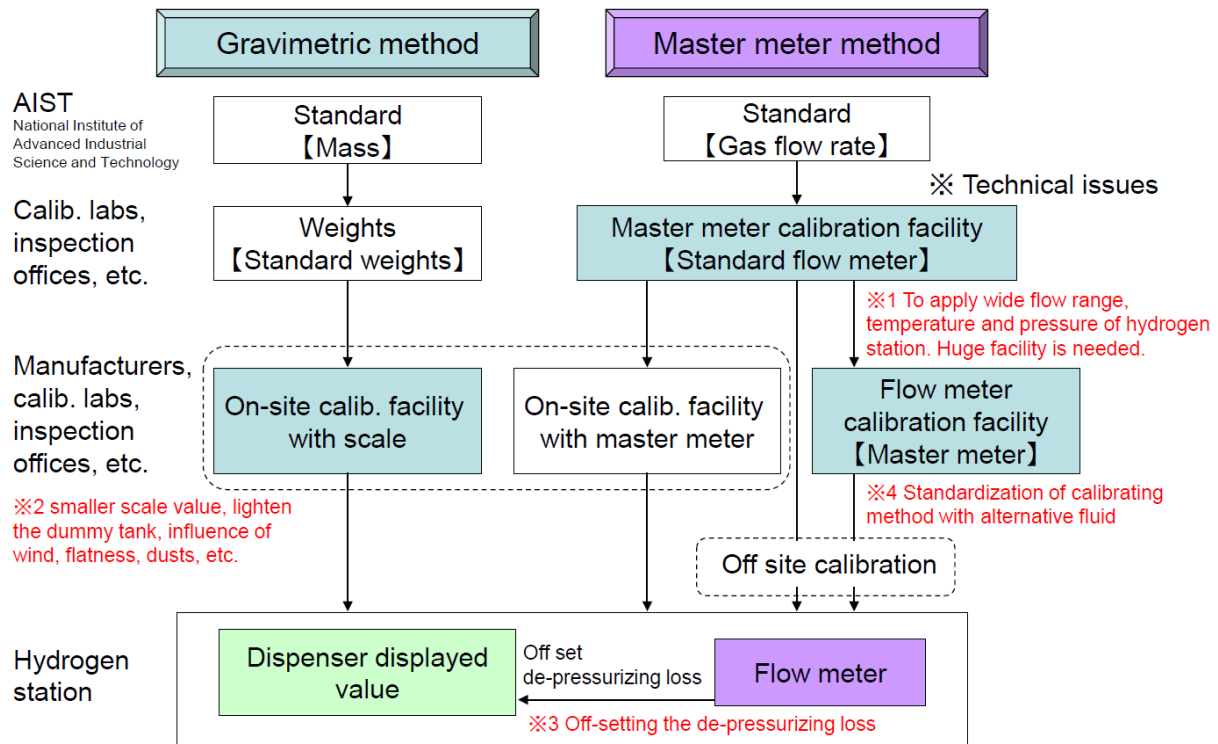 Gravimetric method
Master meter method
AIST
National Institute of
Advanced Industrial
Science and Technology
Standard
【Mass】
Standard
【Gas flow rate】
※ Technical issues
Calib. labs,
inspection
offices, etc.
Weights
【Standard weights】
Master meter calibration facility
【Standard flow meter】
※1 To apply wide flow range,
temperature and pressure of hydrogen
station. Huge facility is needed.
Manufacturers,
calib. labs,
inspection
offices, etc.
On-site calib. facility
with scale
On-site calib. facility
with master meter
Flow meter
calibration facility
【Master meter】
※2 smaller scale value, lighten
the dummy tank, influence of
wind, flatness, dusts, etc.
※4 Standardization of calibrating
method with alternative fluid
Off site calibration
Hydrogen
station
Dispenser displayed
value
Off set
de-pressurizing loss
Flow meter
※3 Off-setting the de-pressurizing loss